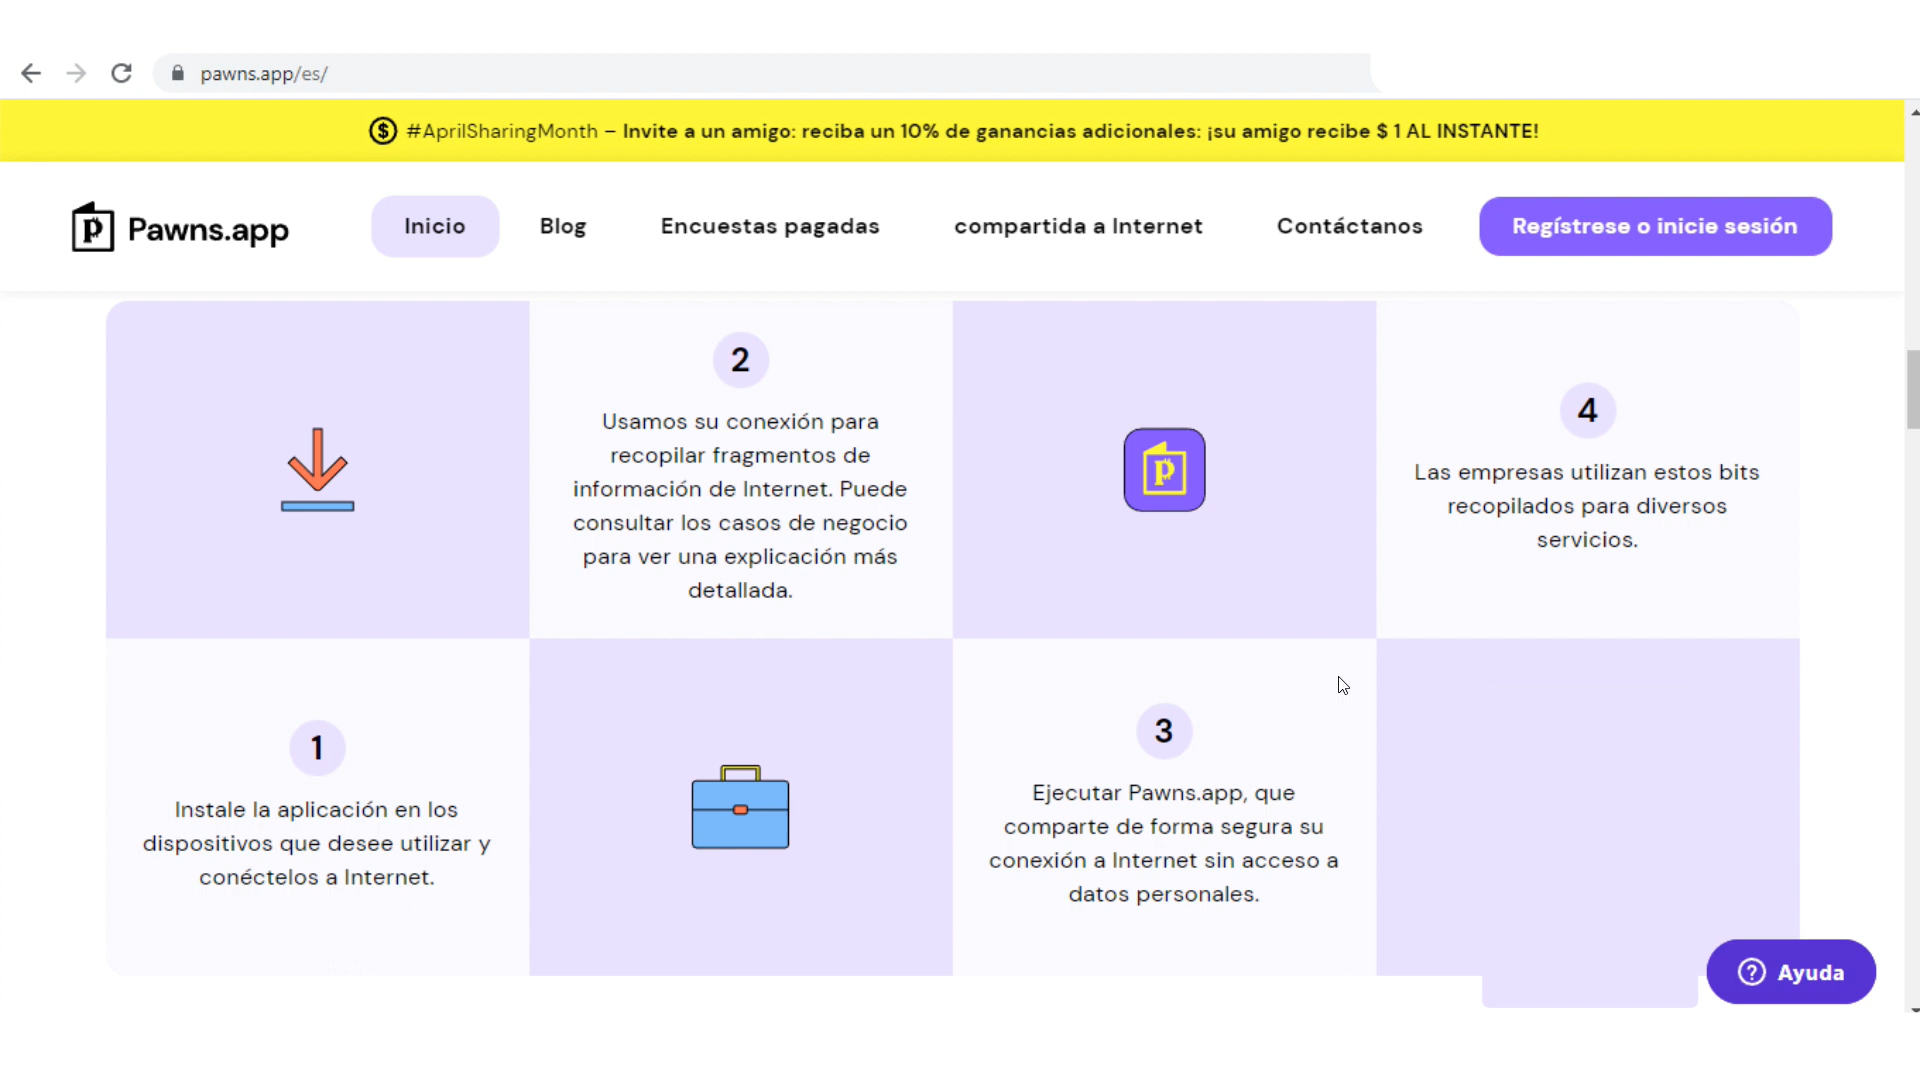 pawns.app/es/
#AprilSharingMonth – Invite a un amigo: reciba un 10% de ganancias adicionales: ¡su amigo recibe $ 1 AL INSTANTE!
Pawns.app
Inicio
Blog
Encuestas pagadas
compartida a Internet
Contáctanos
Regístrese o inicie sesión
2
Usamos su conexión para
recopilar fragmentos de
información de Internet. Puede
consultar los casos de negocio
para ver una explicación más
detallada.
4
Las empresas utilizan estos bits
recopilados para diversos
servicios.
1
Instale la aplicación en los
dispositivos que desee utilizar y
conéctelos a Internet.
3
Ejecutar Pawns.app, que
comparte de forma segura su
conexión a Internet sin acceso a
datos personales.
Ayuda